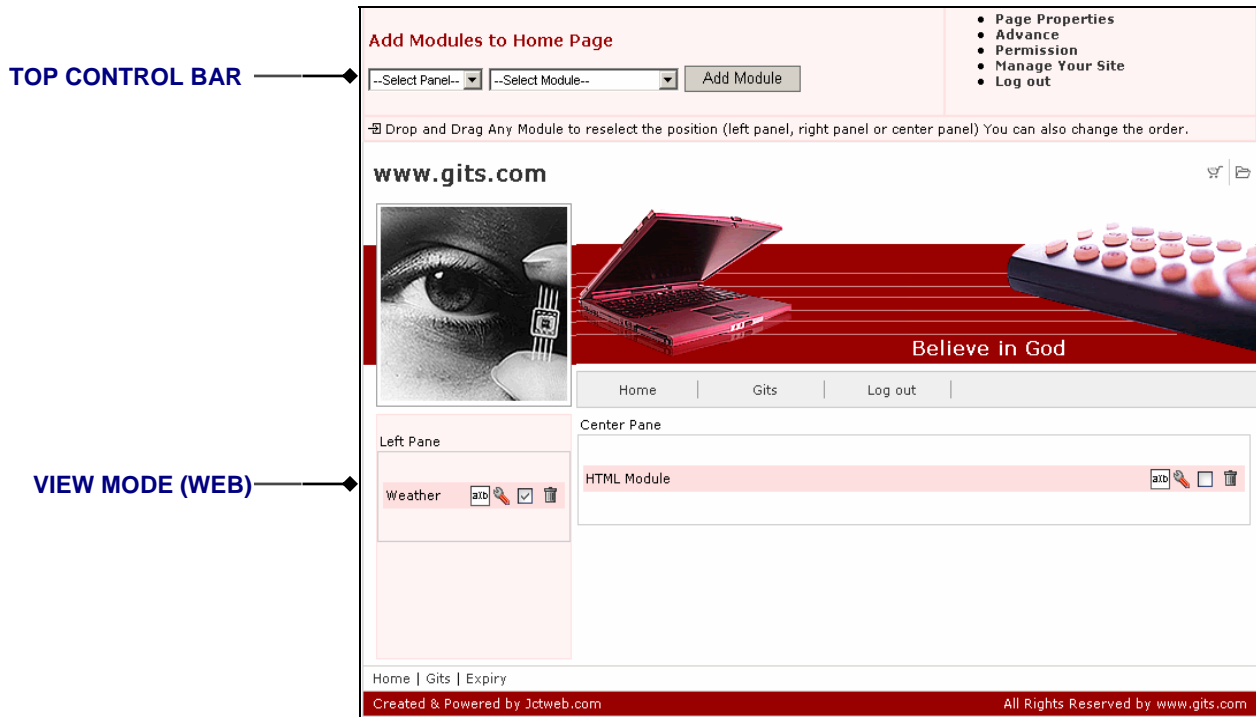 TOP CONTROL BAR
Add Modules to Home Page
--Select Panel--
--Select Module--
Add Module
Page Properties
Advance
Permission
Manage Your Site
Log out
Drop and Drag Any Module to reselect the position (left panel, right panel or center panel) You can also change the order.
www.gits.com
Believe in God
Home | Gits | Log out |
VIEW MODE (WEB)
Left Pane
Weather
Center Pane
HTML Module
Home | Gits | Expiry
Created & Powered by Jctweb.com
All Rights Reserved by www.gits.com